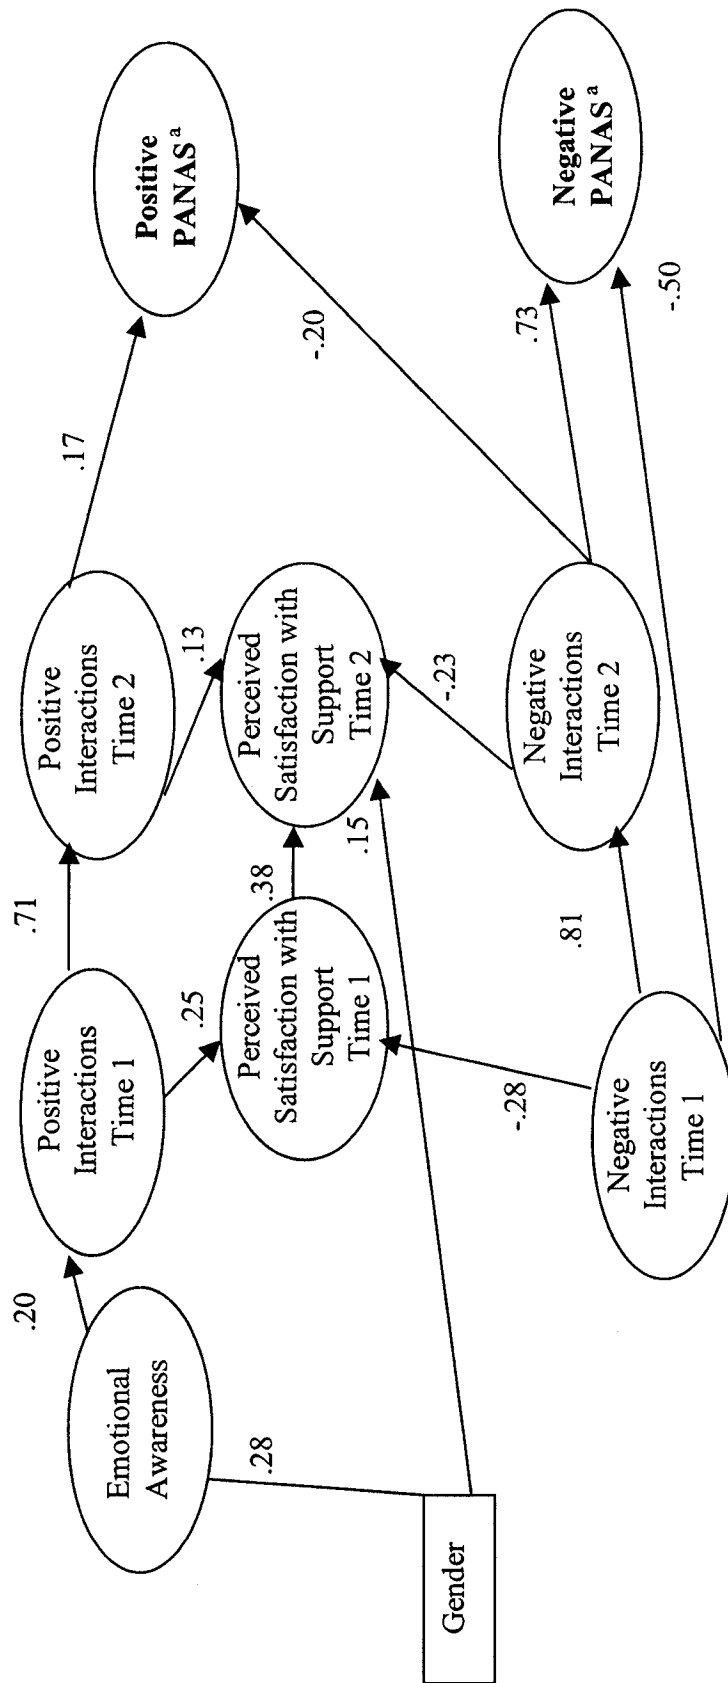 .20
Emotional
Awareness
.28
Gender
Positive
Interactions
Time 1
.71
.25
Perceived
Satisfaction with
Support
Time 1
.38
-.28
Negative
Interactions
Time 1
.81
Positive
Interactions
Time 2
.13
Perceived
Satisfaction with
Support
Time 2
.15
-.23
Negative
Interactions
Time 2
.17
-.20
.73
-.50
Positive
PANAS a
Negative
PANAS a